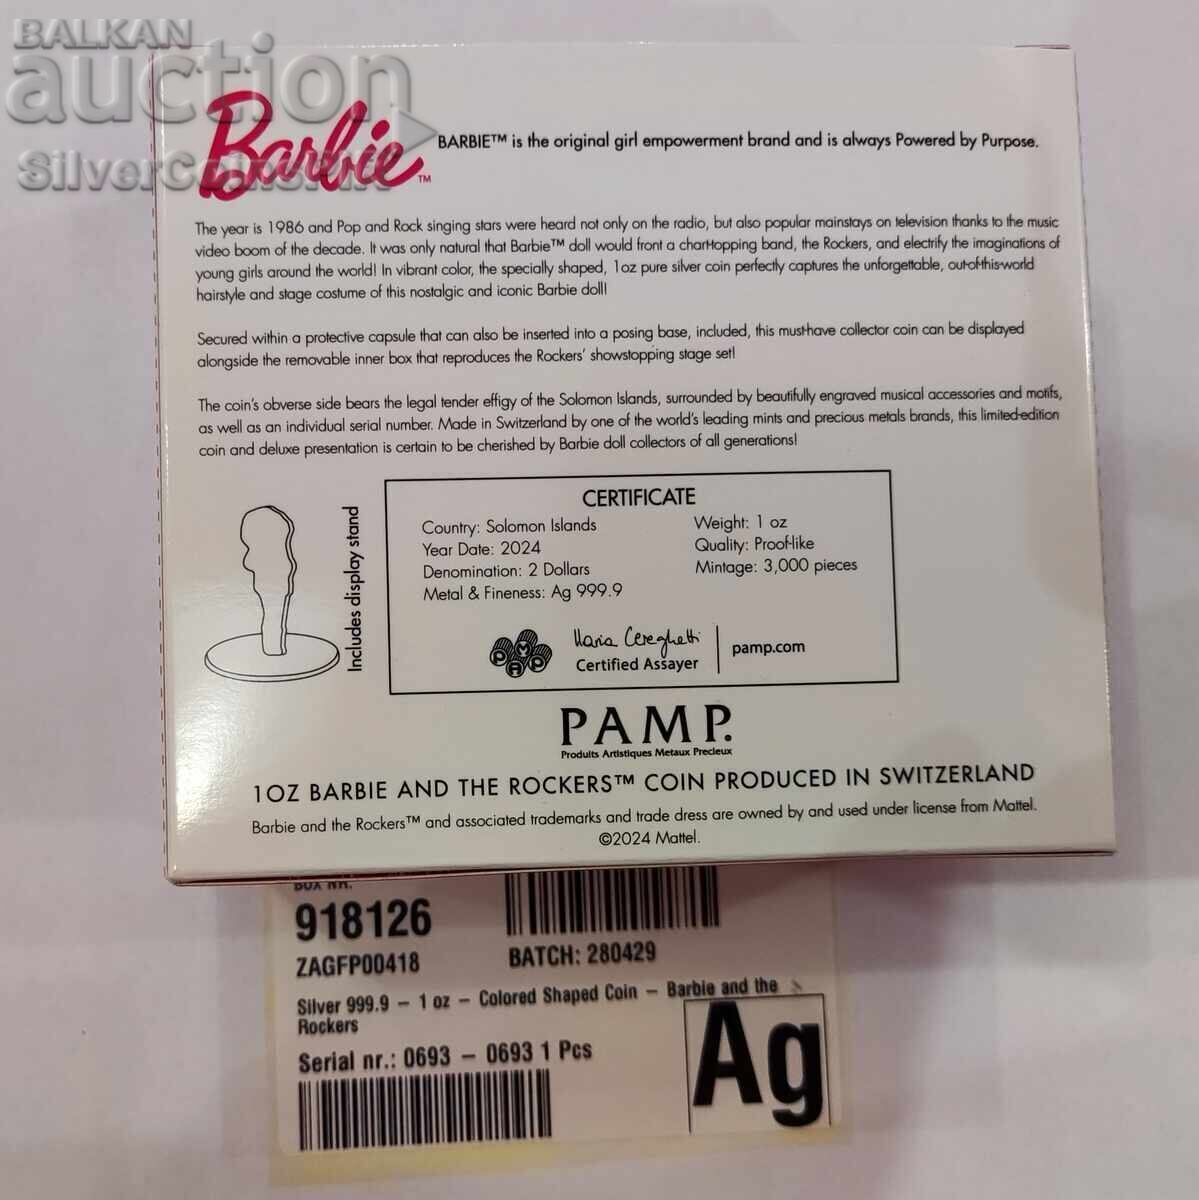 BALKAN
auction
Barbie™
BARBIE™ is the original girl empowerment brand and is always Powered by Purpose.
The year is 1986 and Pop and Rock singing stars were heard not only on the radio, but also popular mainstays on television thanks to the music
video boom of the decade. It was only natural that Barbie™ doll would front a chart-topping band, the Rockers, and electrify the imaginations of
young girls around the world! In vibrant color, the specially shaped, 1oz pure silver coin perfectly captures the unforgettable, out-of-this-world
hairstyle and stage costume of this nostalgic and iconic Barbie doll!
Secured within a protective capsule that can also be inserted into a posing base, included, this must-have collector coin can be displayed
alongside the removable inner box that reproduces the Rockers' showstopping stage set!
The coin's obverse side bears the legal tender effigy of the Solomon Islands, surrounded by beautifully engraved musical accessories and motifs,
as well as an individual serial number. Made in Switzerland by one of the world's leading mints and precious metals brands, this limited-edition
coin and deluxe presentation is certain to be cherished by Barbie doll collectors of all generations!
Includes display stand
CERTIFICATE
Country: Solomon Islands
Year Date: 2024
Denomination: 2 Dollars
Metal & Fineness: Ag 999.9
Weight: 1 oz
Quality: Proof-like
Mintage: 3,000 pieces
PAMP
Certified Assayer
pamp.com
PAMP.
Produits Artistiques Metaux Precieux
1OZ BARBIE AND THE ROCKERS™ COIN PRODUCED IN SWITZERLAND
Barbie and the Rockers™ and associated trademarks and trade dress are owned by and used under license from Mattel.
©2024 Mattel.
BOX NR.
918126
ZAGFP00418
BATCH: 280429
Silver 999.9 – 1 oz – Colored Shaped Coin – Barbie and the
Rockers
Serial nr.: 0693 – 0693 1 Pcs
Ag